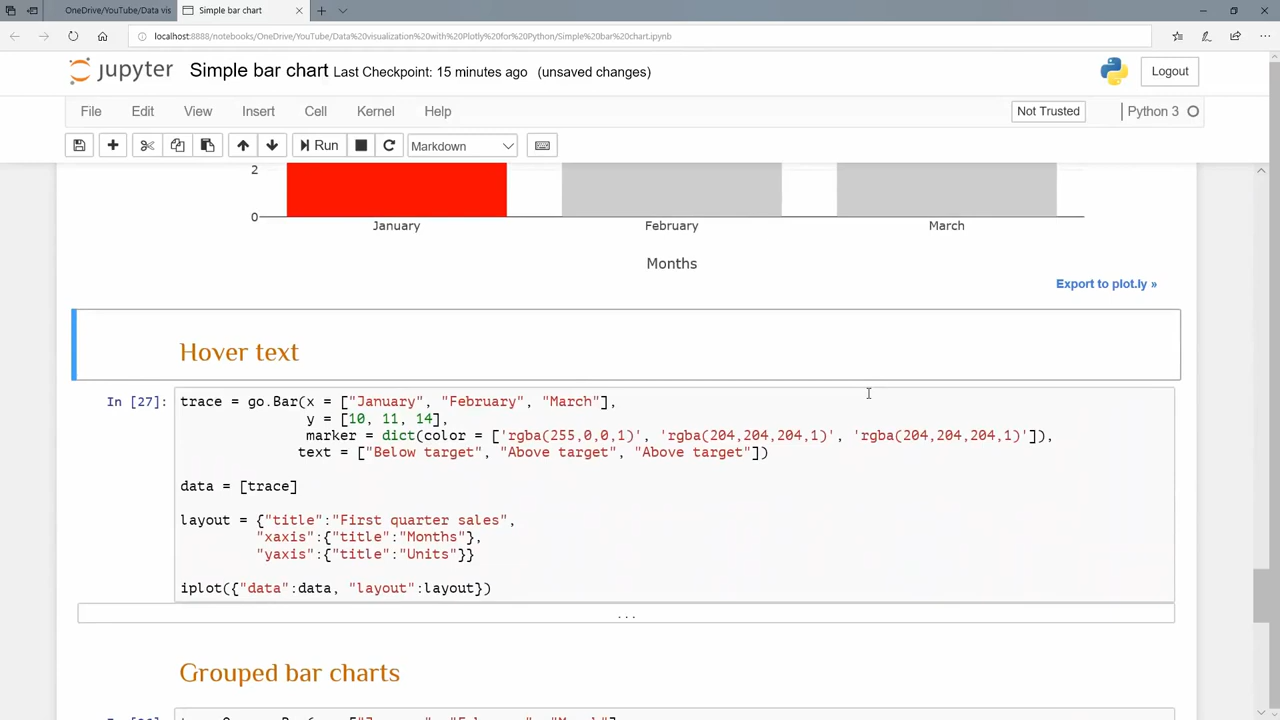 OneDrive/YouTube/Data vis
Simple bar chart
localhost:8888/notebooks/OneDrive/YouTube/Data%20visualization%20with%20Plotly%20for%20Python/Simple%20bar%20chart.ipynb
jupyter Simple bar chart Last Checkpoint: 15 minutes ago (unsaved changes) Logout
File Edit View Insert Cell Kernel Help Not Trusted Python 3
Run Markdown
2
0
January February March
Months
Export to plot.ly »
Hover text
In [27]: trace = go.Bar(x = ["January", "February", "March"],
y = [10, 11, 14],
marker = dict(color = ['rgba(255,0,0,1)', 'rgba(204,204,204,1)', 'rgba(204,204,204,1)']),
text = ["Below target", "Above target", "Above target"])
data = [trace]
layout = {"title":"First quarter sales",
"xaxis":{"title":"Months"},
"yaxis":{"title":"Units"}}
iplot({"data":data, "layout":layout})
...
Grouped bar charts